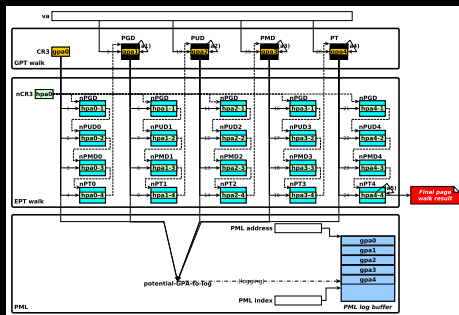 va
PGD
PUD
PMD
PT
CR3
gpa0
gpa1
gpa2
gpa3
gpa4
GPT walk
nCR3
hpa0
nPGD
nPGD
nPGD
nPGD
nPGD
hpa0-1
hpa1-1
hpa2-1
hpa3-1
hpa4-1
nPUD0
nPUD1
nPUD2
nPUD3
nPUD4
hpa0-2
hpa1-2
hpa2-2
hpa3-2
hpa4-2
nPMD0
nPMD1
nPMD2
nPMD3
nPMD4
hpa0-3
hpa1-3
hpa2-3
hpa3-3
hpa4-3
nPT0
nPT1
nPT2
nPT3
nPT4
hpa0-4
hpa1-4
hpa2-4
hpa3-4
hpa4-4
EPT walk
Final page
walk result
PML address
gpa0
gpa1
gpa2
gpa3
gpa4
potential-GPA-to-log
(logging)
PML index
PML
PML log buffer